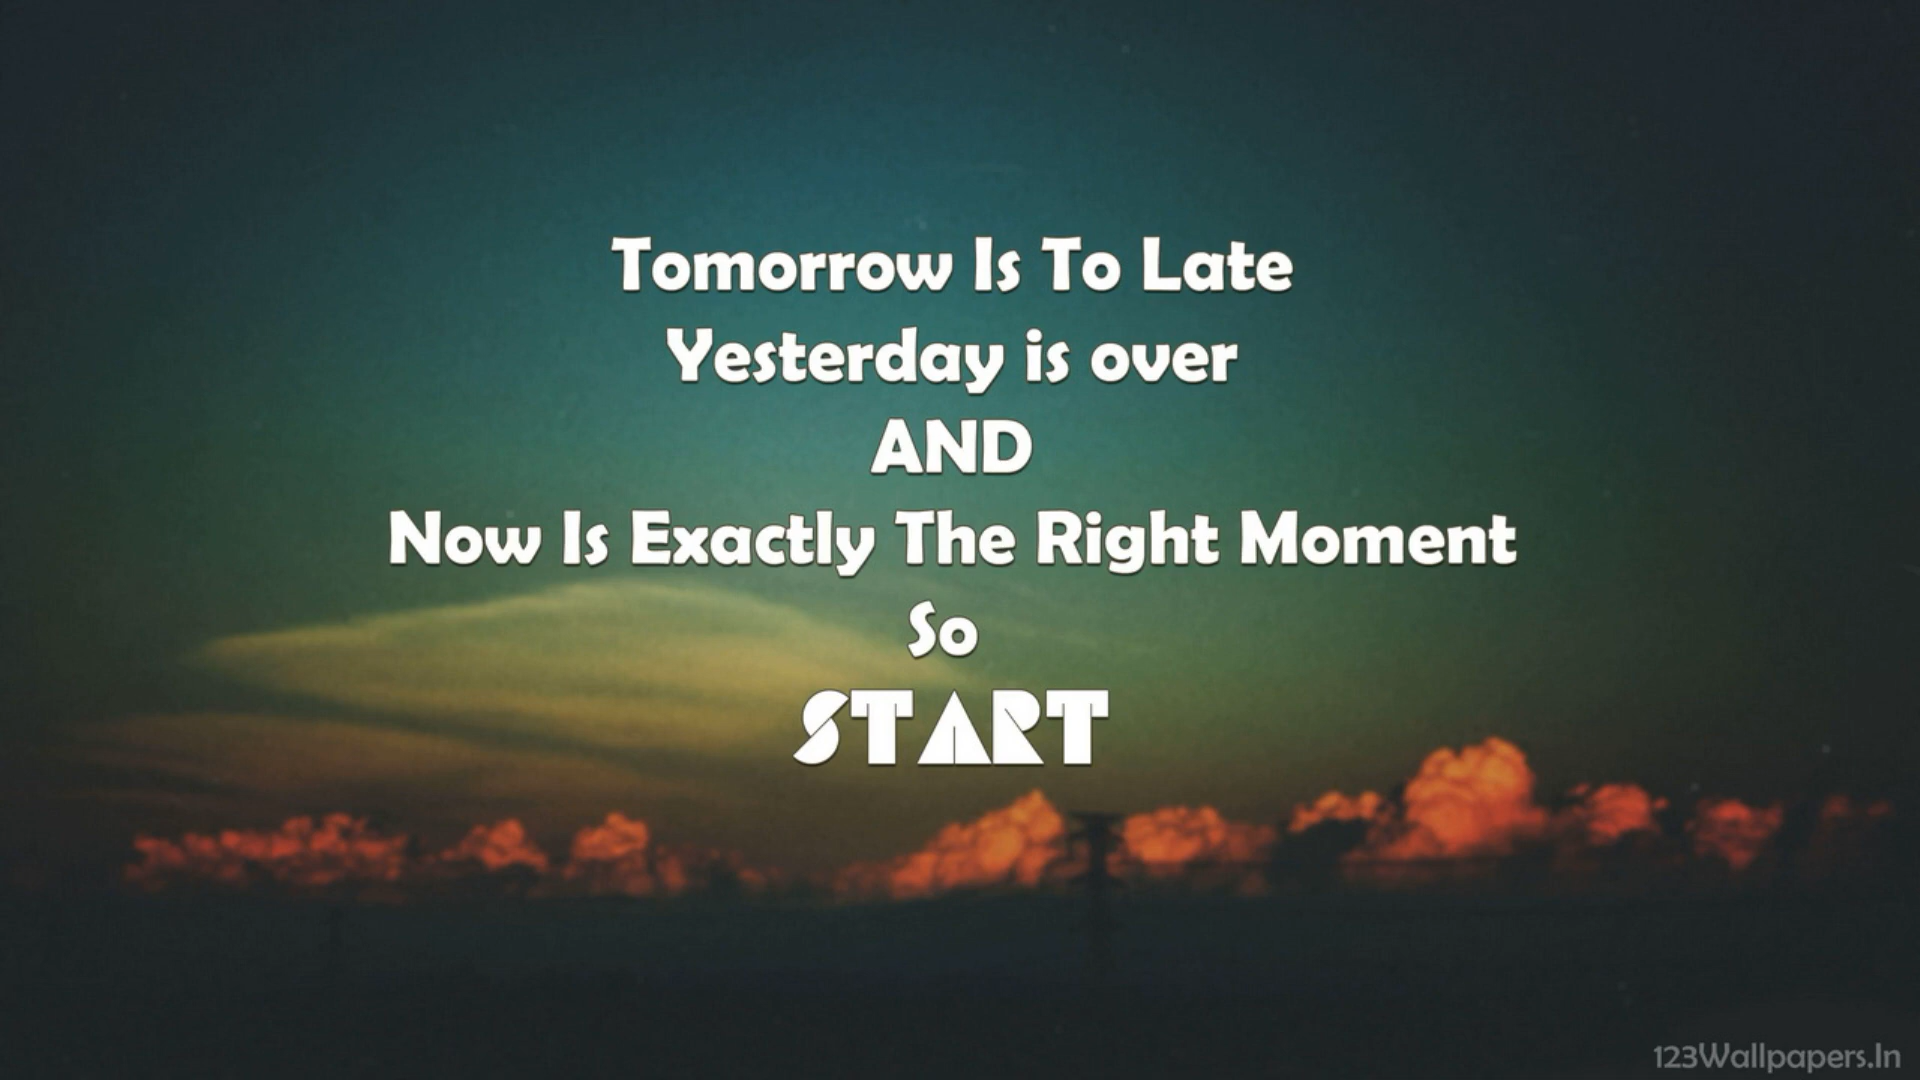 Tomorrow Is To Late
Yesterday is over
AND
Now Is Exactly The Right Moment
So
START
123Wallpapers.In